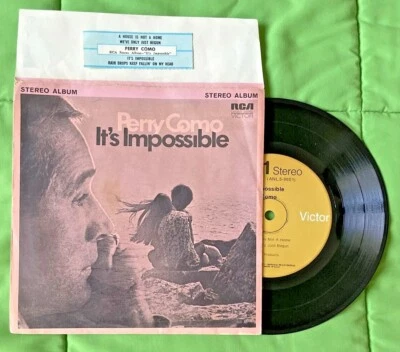 A HOUSE IS NOT A HOME
WE'VE ONLY JUST BEGUN
PERRY COMO
IT'S IMPOSSIBLE
RAIN DROPS KEEP FALLIN' ON MY HEAD
STEREO ALBUM
STEREO ALBUM
RCA
Perry Como
It's Impossible
1 Stereo
Victor